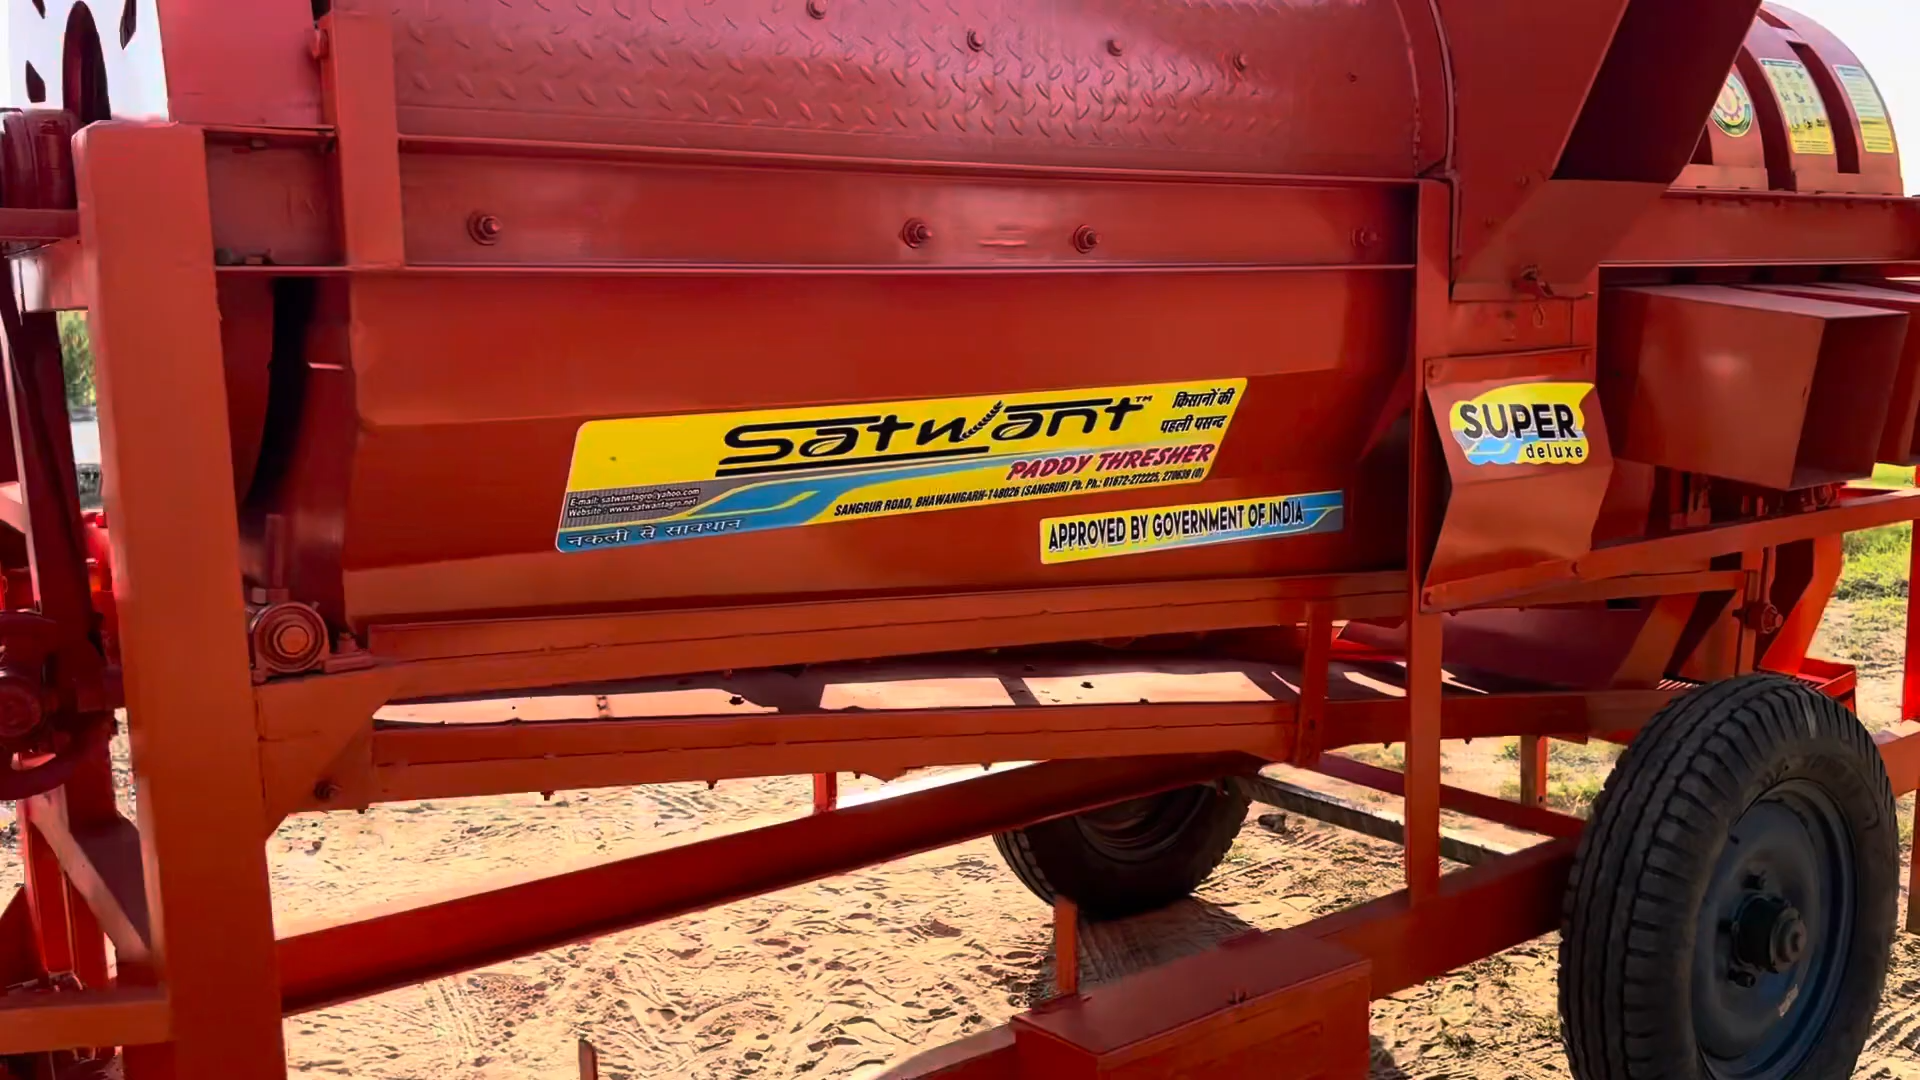 Satwant™
किसानों की
पहली पसन्द
PADDY THRESHER
SANGRUR ROAD, BHAWANIGARH-148026 (SANGRUR) Pb. Ph.: 01672-272225, 270639 (O)
E-mail: satwantagro@yahoo.com
Website : www.satwantagro.net
नकली से सावधान
APPROVED BY GOVERNMENT OF INDIA
SUPER
deluxe